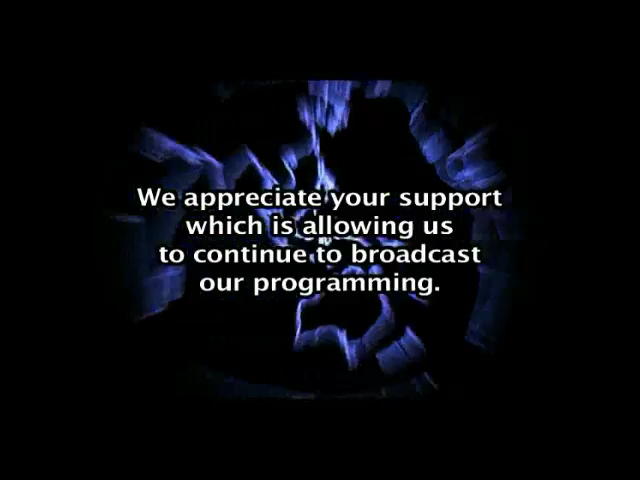 We appreciate your support
which is allowing us
to continue to broadcast
our programming.